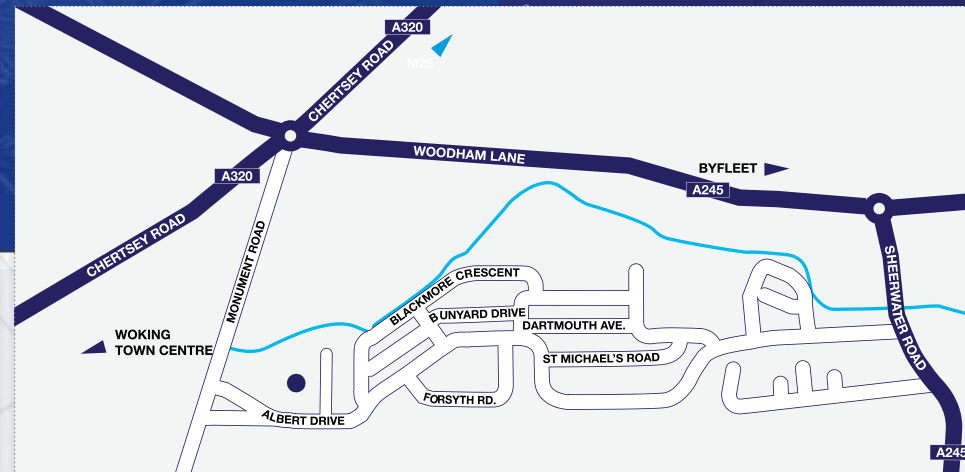 A320
M25
CHERTSEY ROAD
WOODHAM LANE
BYFLEET
A320
A245
CHERTSEY ROAD
MONUMENT ROAD
SHEERWATER ROAD
BLACKMORE CRESCENT
BUNYARD DRIVE
DARTMOUTH AVE.
WOKING
TOWN CENTRE
ST MICHAEL'S ROAD
FORSYTH RD.
ALBERT DRIVE
A245